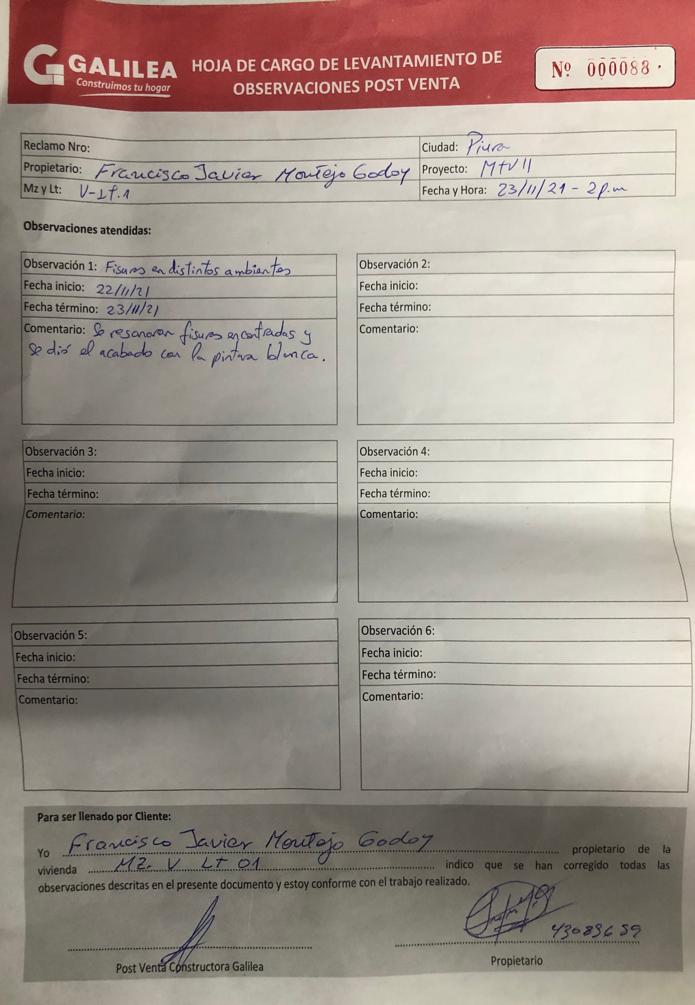 GALILEA
Construimos tu hogar
HOJA DE CARGO DE LEVANTAMIENTO DE
OBSERVACIONES POST VENTA
Nº 000088
Reclamo Nro:
Ciudad: Piura
Propietario: Francisco Javier Montejo Godoy
Proyecto: MTV II
Mz y Lt: V-Lt.1
Fecha y Hora: 23/11/21 - 2p.m
Observaciones atendidas:
Observación 1: Fisuras en distintos ambientes
Fecha inicio: 22/11/21
Fecha término: 23/11/21
Comentario: Se resanaron fisuras encontradas y
se dió el acabado con la pintura blanca.
Observación 2:
Fecha inicio:
Fecha término:
Comentario:
Observación 3:
Fecha inicio:
Fecha término:
Comentario:
Observación 4:
Fecha inicio:
Fecha término:
Comentario:
Observación 5:
Fecha inicio:
Fecha término:
Comentario:
Observación 6:
Fecha inicio:
Fecha término:
Comentario:
Para ser llenado por Cliente:
Yo Francisco Javier Montejo Godoy propietario de la
vivienda MZ. V LT 01 indico que se han corregido todas las
observaciones descritas en el presente documento y estoy conforme con el trabajo realizado.
43083659
Post Venta Constructora Galilea
Propietario